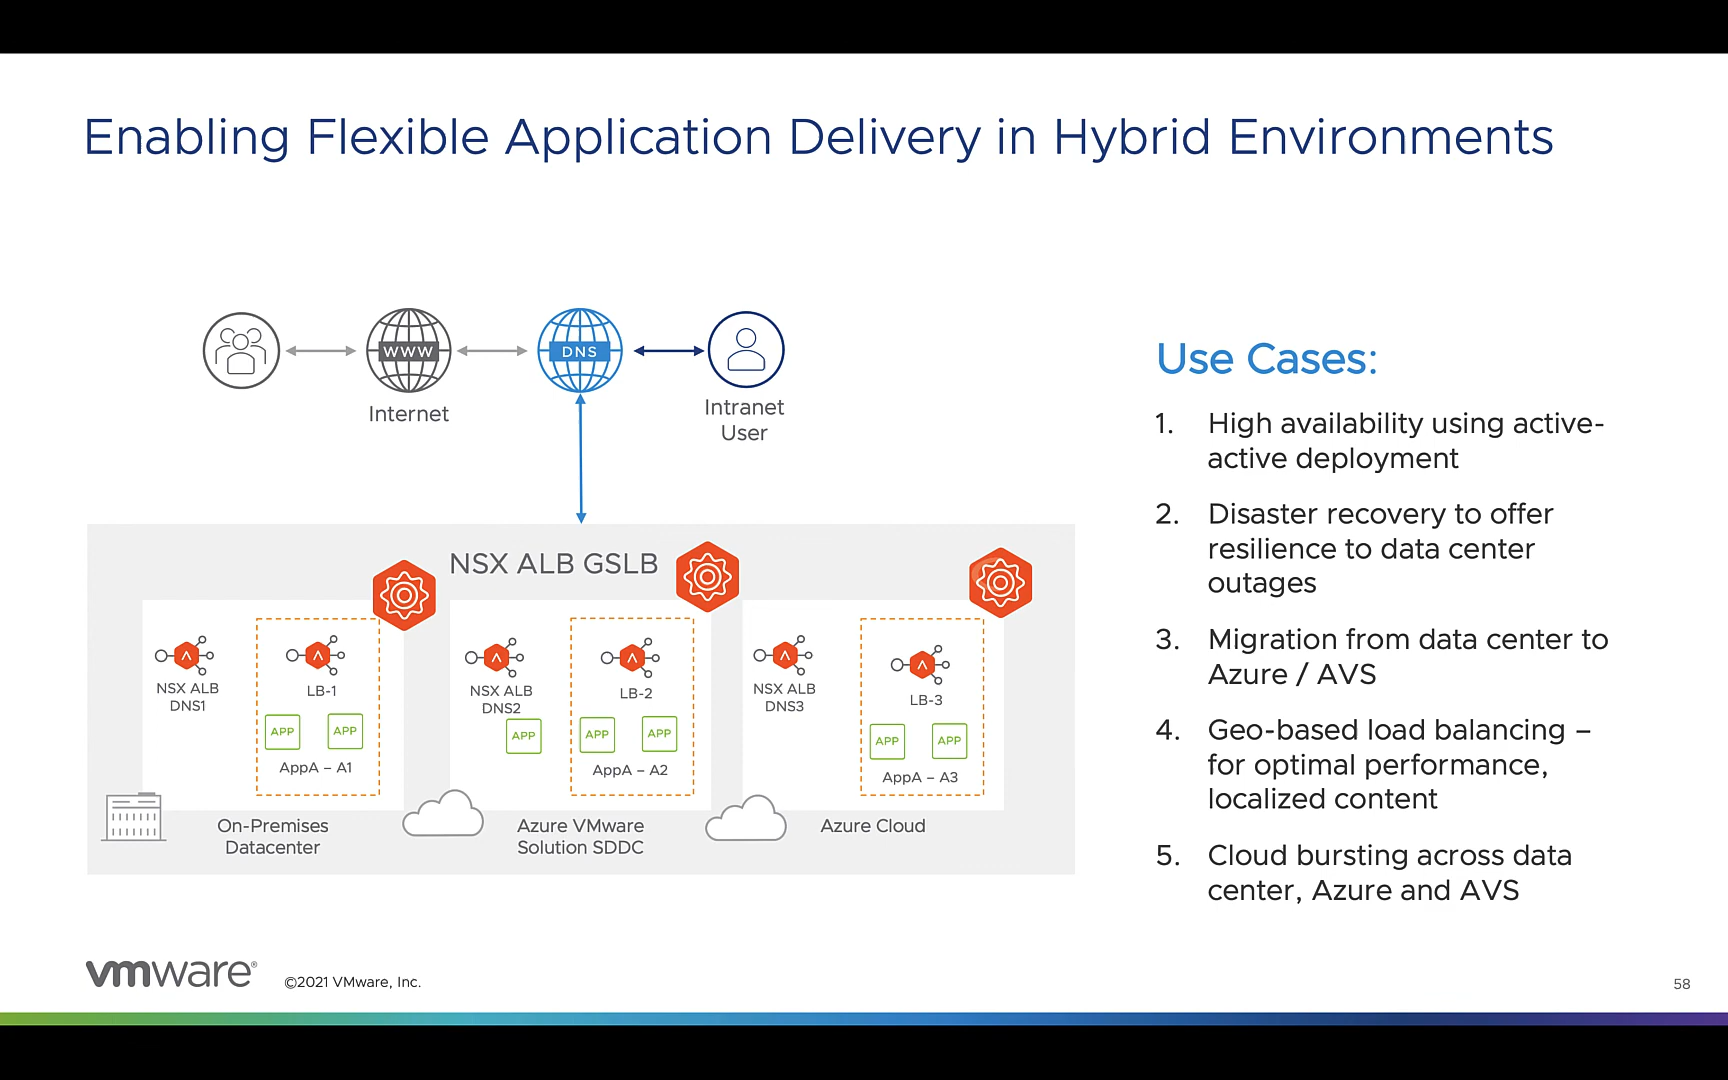 Enabling Flexible Application Delivery in Hybrid Environments
WWW
DNS
Internet
Intranet
User
NSX ALB GSLB
NSX ALB
DNS1
LB-1
APP
APP
AppA – A1
NSX ALB
DNS2
APP
LB-2
APP
APP
AppA – A2
NSX ALB
DNS3
LB-3
APP
APP
AppA – A3
On-Premises
Datacenter
Azure VMware
Solution SDDC
Azure Cloud
Use Cases:
1. High availability using active-
active deployment
2. Disaster recovery to offer
resilience to data center
outages
3. Migration from data center to
Azure / AVS
4. Geo-based load balancing –
for optimal performance,
localized content
5. Cloud bursting across data
center, Azure and AVS
vmware®
©2021 VMware, Inc.
58